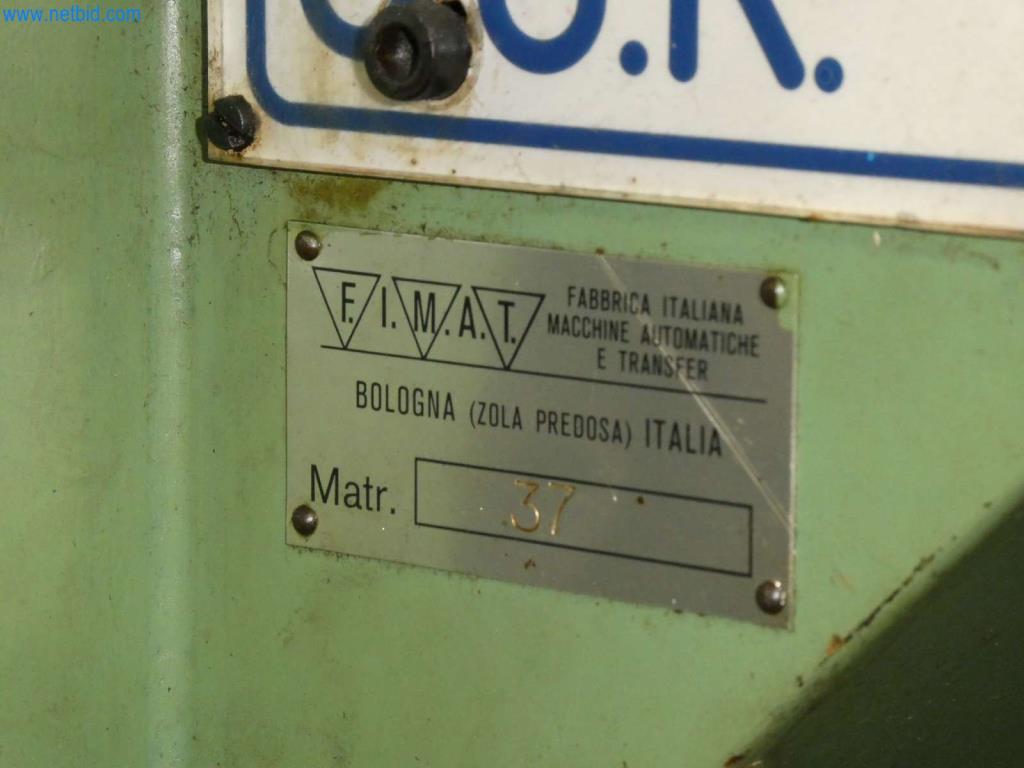 www.netbid.com
F.I.M.A.T.
FABBRICA ITALIANA
MACCHINE AUTOMATICHE
E TRANSFER
BOLOGNA (ZOLA PREDOSA) ITALIA
Matr. 37